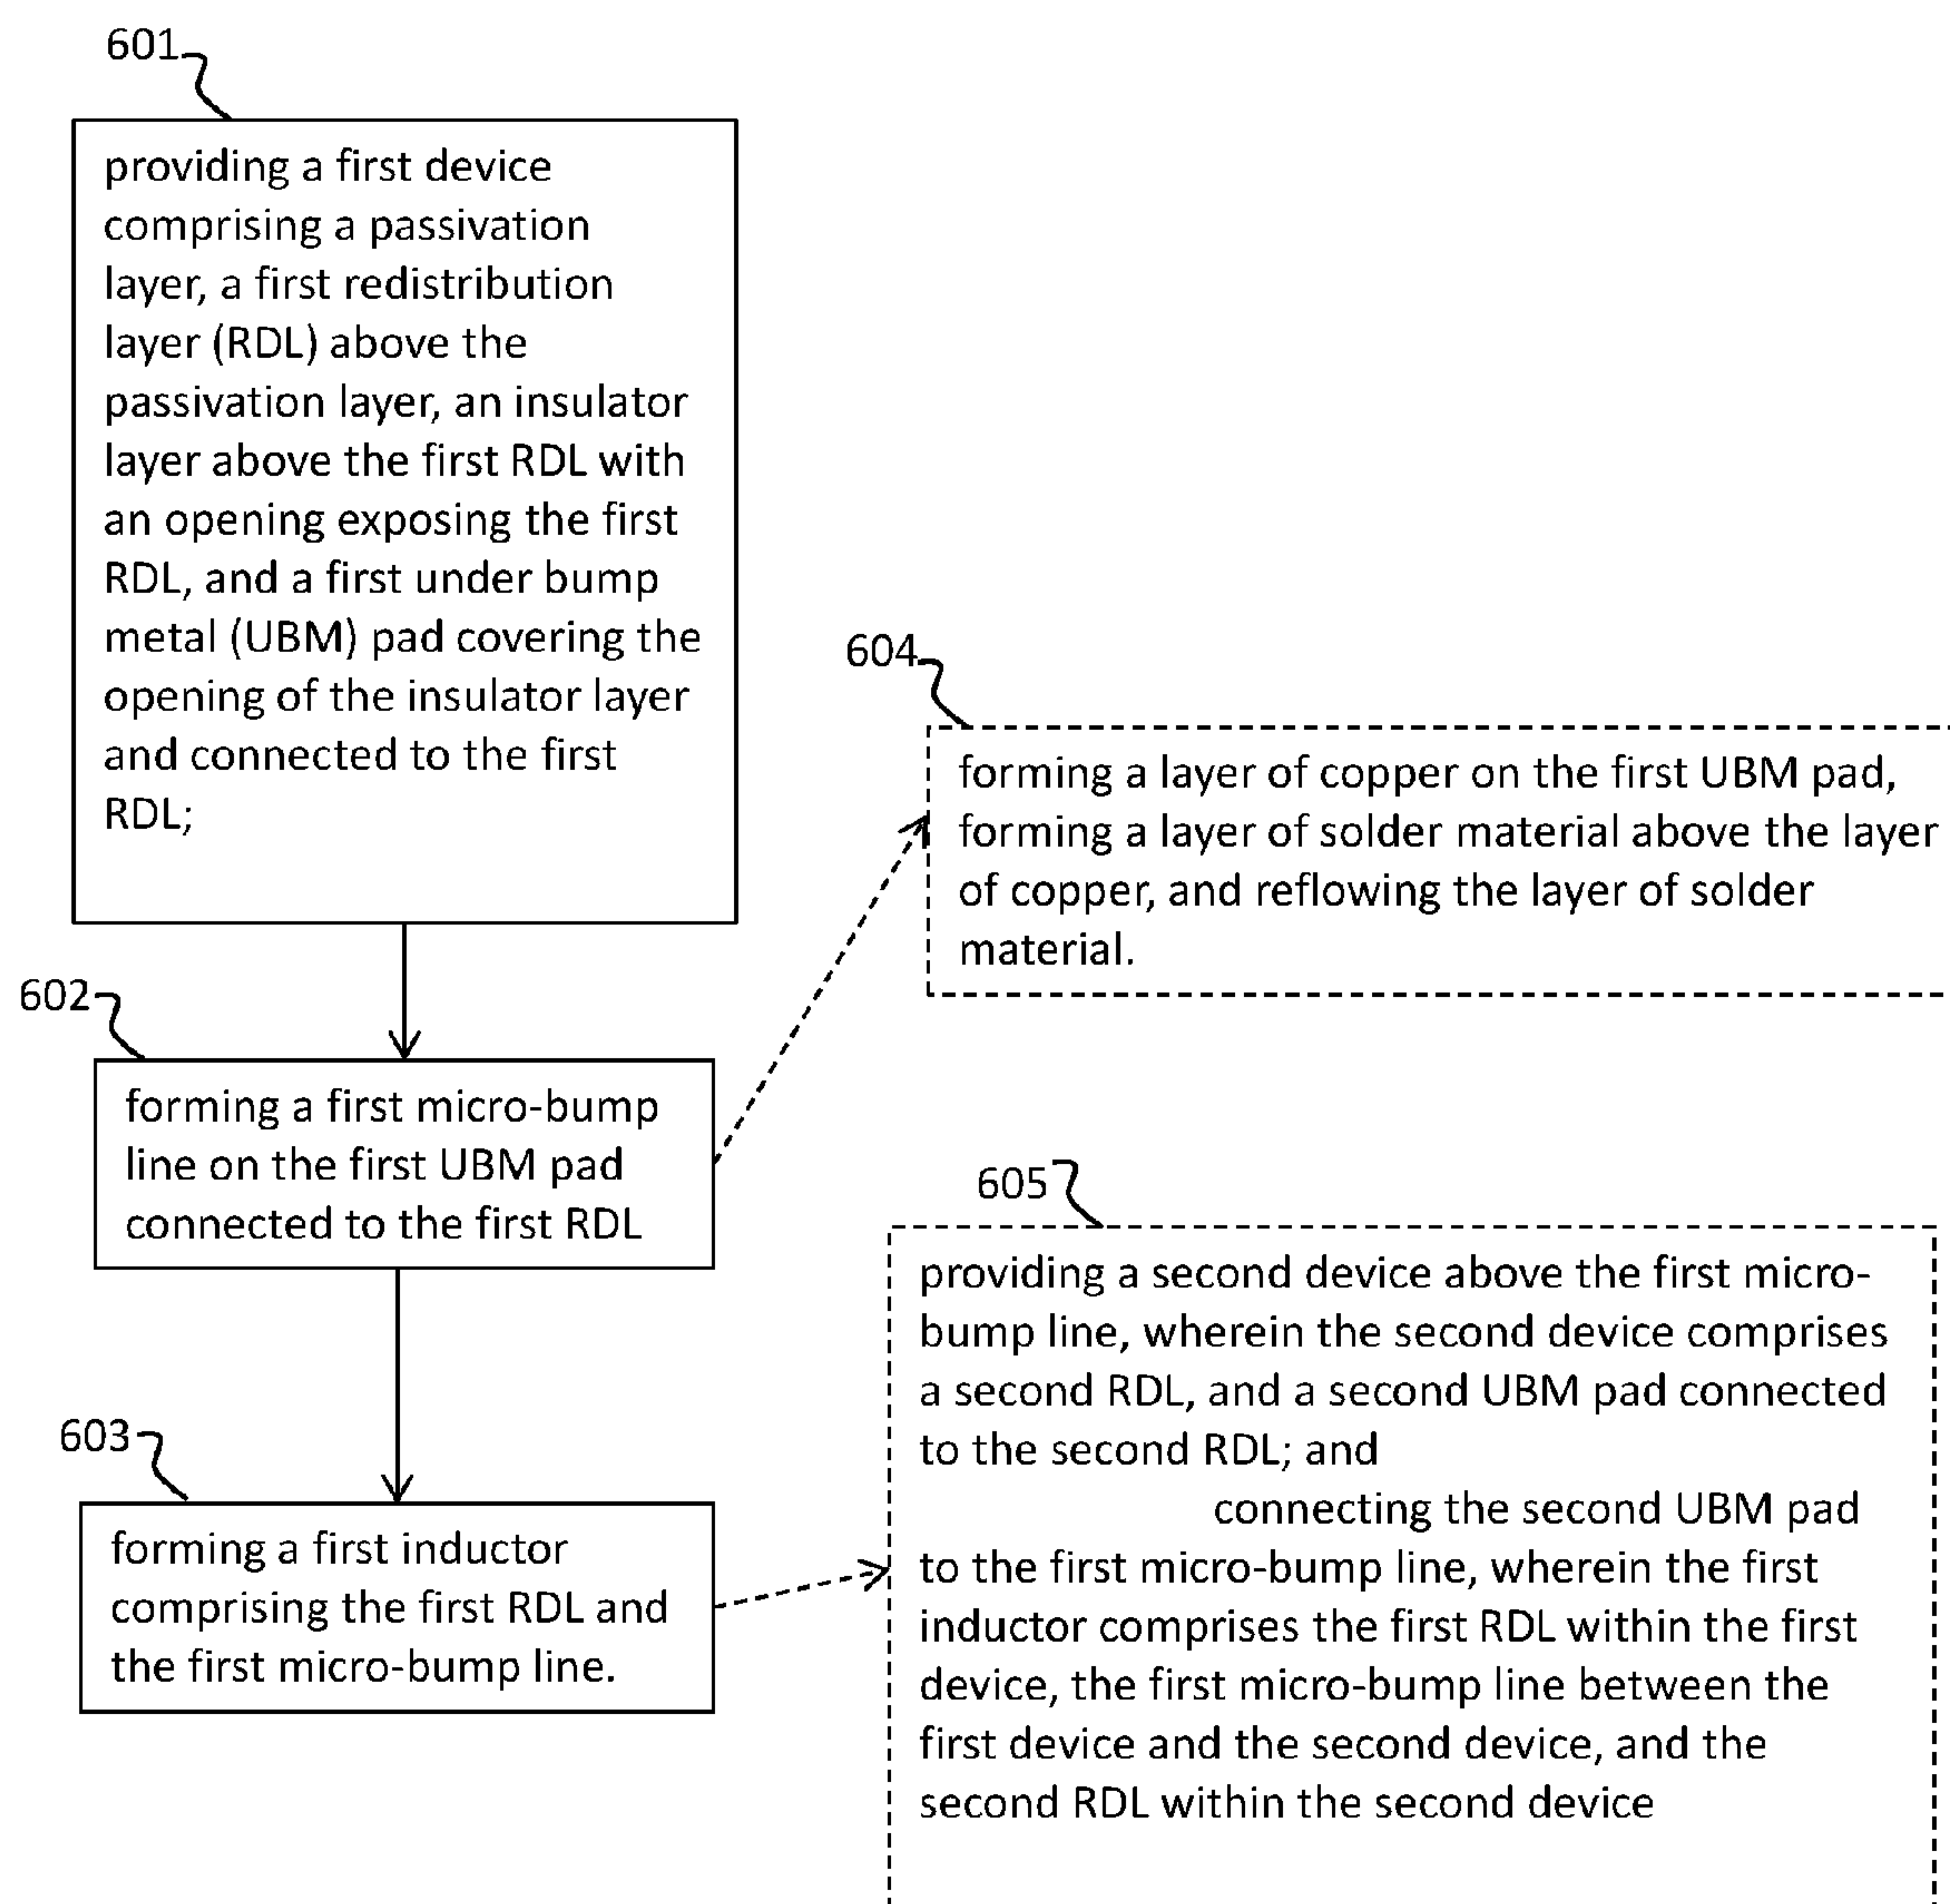 601
providing a first device
comprising a passivation
layer, a first redistribution
layer (RDL) above the
passivation layer, an insulator
layer above the first RDL with
an opening exposing the first
RDL, and a first under bump
metal (UBM) pad covering the
opening of the insulator layer
and connected to the first
RDL;
602
forming a first micro-bump
line on the first UBM pad
connected to the first RDL
603
forming a first inductor
comprising the first RDL and
the first micro-bump line.
604
forming a layer of copper on the first UBM pad,
forming a layer of solder material above the layer
of copper, and reflowing the layer of solder
material.
605
providing a second device above the first micro-
bump line, wherein the second device comprises
a second RDL, and a second UBM pad connected
to the second RDL; and
connecting the second UBM pad
to the first micro-bump line, wherein the first
inductor comprises the first RDL within the first
device, the first micro-bump line between the
first device and the second device, and the
second RDL within the second device